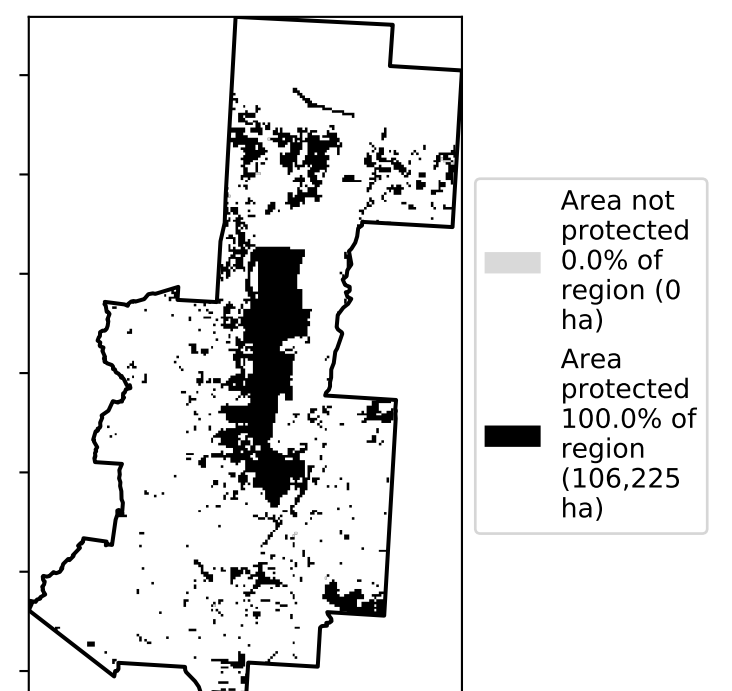 Area not
protected
0.0% of
region (0
ha)
Area
protected
100.0% of
region
(106,225
ha)